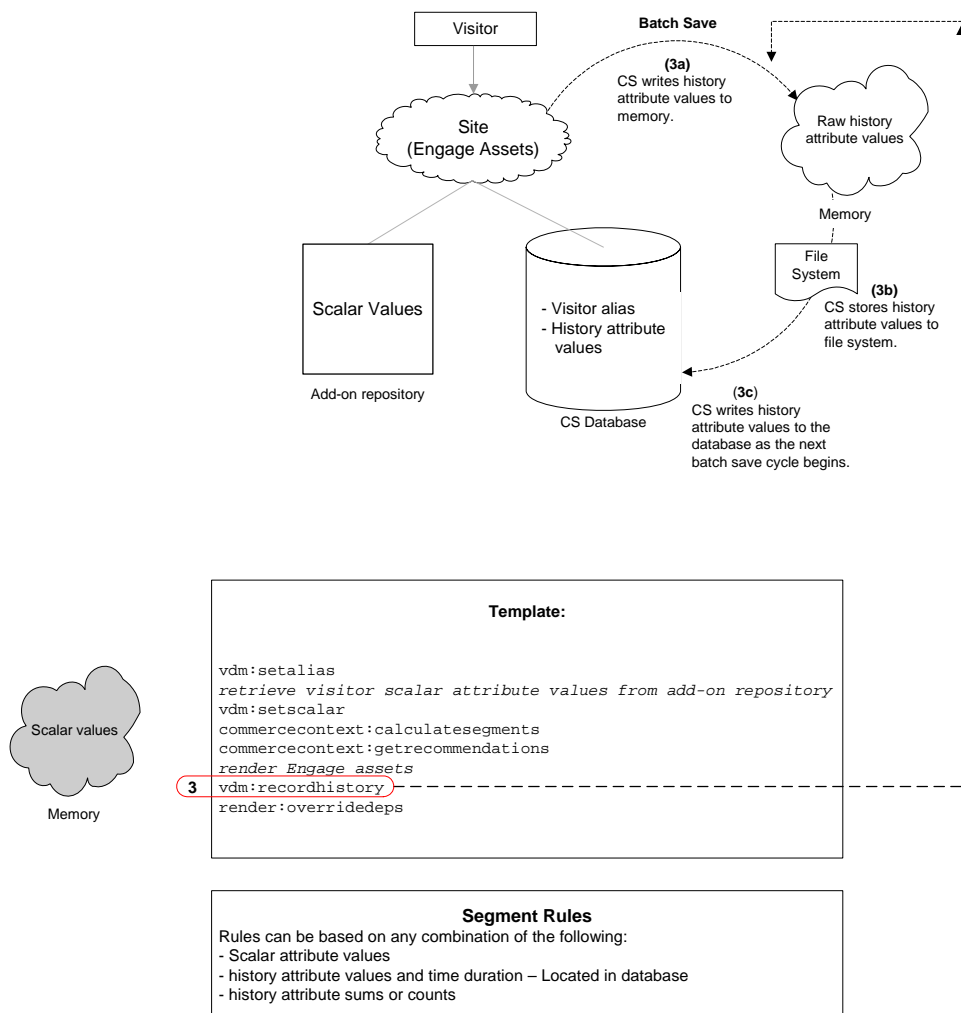 Visitor
Batch Save
(3a)
CS writes history
attribute values to
memory.
Site
(Engage Assets)
Raw history
attribute values
Memory
File
System
(3b)
CS stores history
attribute values to
file system.
Scalar Values
Add-on repository
- Visitor alias
- History attribute
values
CS Database
(3c)
CS writes history
attribute values to the
database as the next
batch save cycle begins.
Template:
vdm:setalias
retrieve visitor scalar attribute values from add-on repository
vdm:setscalar
commercecontext:calculatesegments
commercecontext:getrecommendations
render Engage assets
3 vdm:recordhistory
render:overridedeps
Scalar values
Memory
Segment Rules
Rules can be based on any combination of the following:
- Scalar attribute values
- history attribute values and time duration – Located in database
- history attribute sums or counts